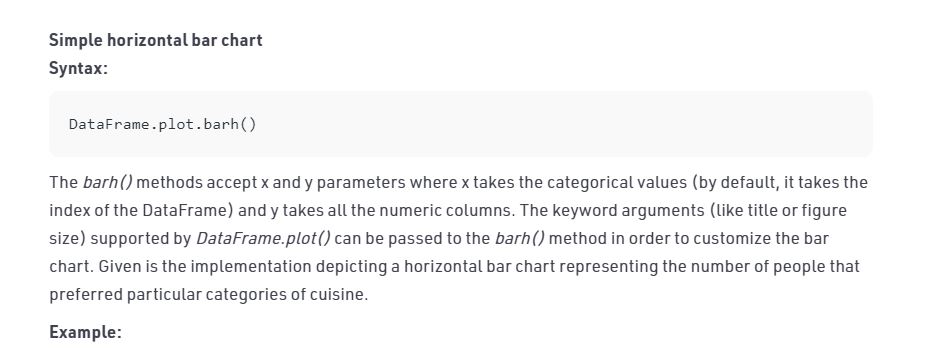 Simple horizontal bar chart
Syntax:
DataFrame.plot.barh()
The barh() methods accept x and y parameters where x takes the categorical values (by default, it takes the
index of the DataFrame) and y takes all the numeric columns. The keyword arguments (like title or figure
size) supported by DataFrame.plot() can be passed to the barh() method in order to customize the bar
chart. Given is the implementation depicting a horizontal bar chart representing the number of people that
preferred particular categories of cuisine.
Example: